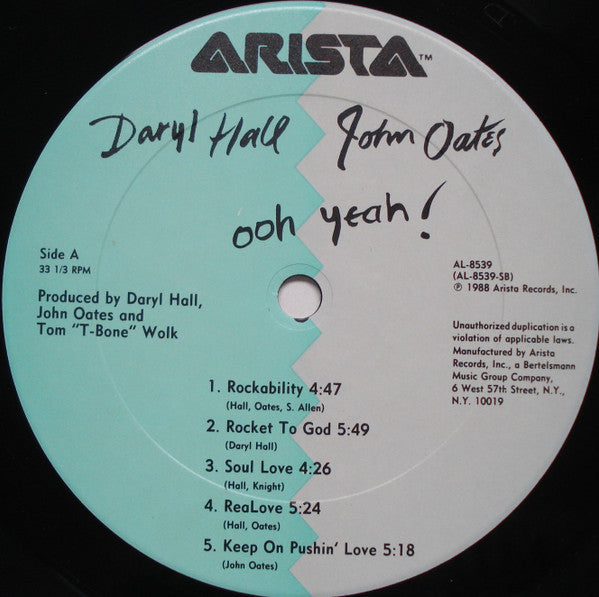 ARISTA™
Daryl Hall John Oates
ooh yeah!
Side A
33 1/3 RPM
Produced by Daryl Hall,
John Oates and
Tom "T-Bone" Wolk
AL-8539
(AL-8539-SB)
℗ 1988 Arista Records, Inc.
Unauthorized duplication is a
violation of applicable laws.
Manufactured by Arista
Records, Inc., a Bertelsmann
Music Group Company,
6 West 57th Street, N.Y.,
N.Y. 10019
1. Rockability 4:47
(Hall, Oates, S. Allen)
2. Rocket To God 5:49
(Daryl Hall)
3. Soul Love 4:26
(Hall, Knight)
4. ReaLove 5:24
(Hall, Oates)
5. Keep On Pushin' Love 5:18
(John Oates)